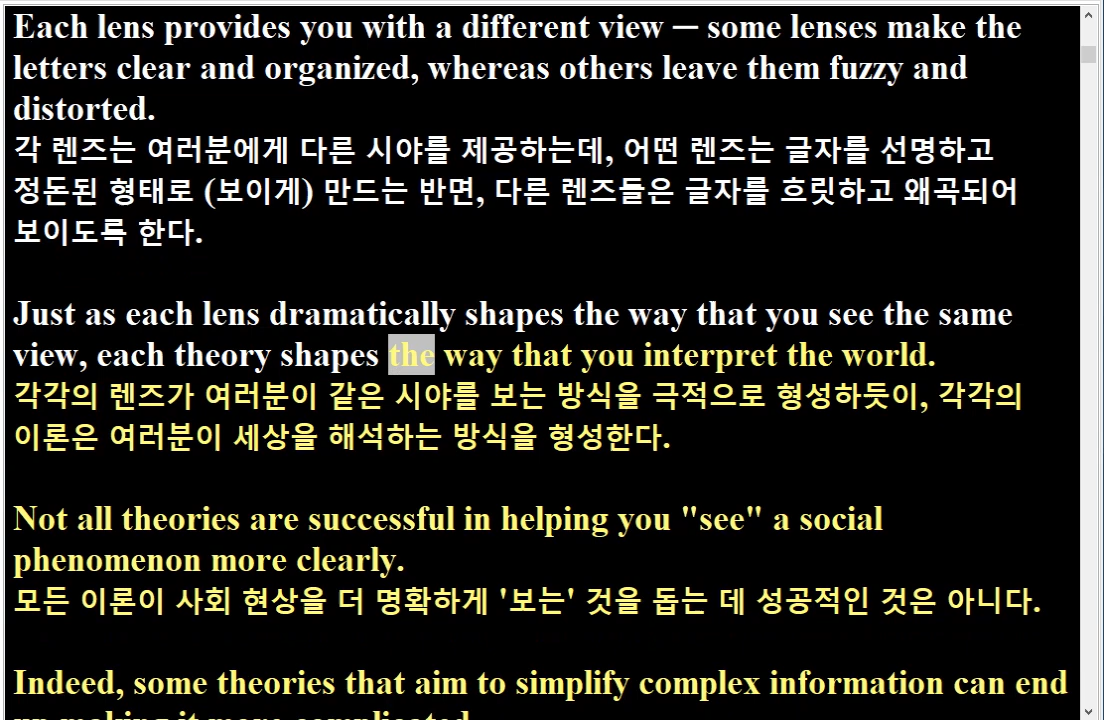 Each lens provides you with a different view ─ some lenses make the
letters clear and organized, whereas others leave them fuzzy and
distorted.
각 렌즈는 여러분에게 다른 시야를 제공하는데, 어떤 렌즈는 글자를 선명하고
정돈된 형태로 (보이게) 만드는 반면, 다른 렌즈들은 글자를 흐릿하고 왜곡되어
보이도록 한다.
Just as each lens dramatically shapes the way that you see the same
view, each theory shapes the way that you interpret the world.
각각의 렌즈가 여러분이 같은 시야를 보는 방식을 극적으로 형성하듯이, 각각의
이론은 여러분이 세상을 해석하는 방식을 형성한다.
Not all theories are successful in helping you "see" a social
phenomenon more clearly.
모든 이론이 사회 현상을 더 명확하게 '보는' 것을 돕는 데 성공적인 것은 아니다.
Indeed, some theories that aim to simplify complex information can end
up making it more complicated.